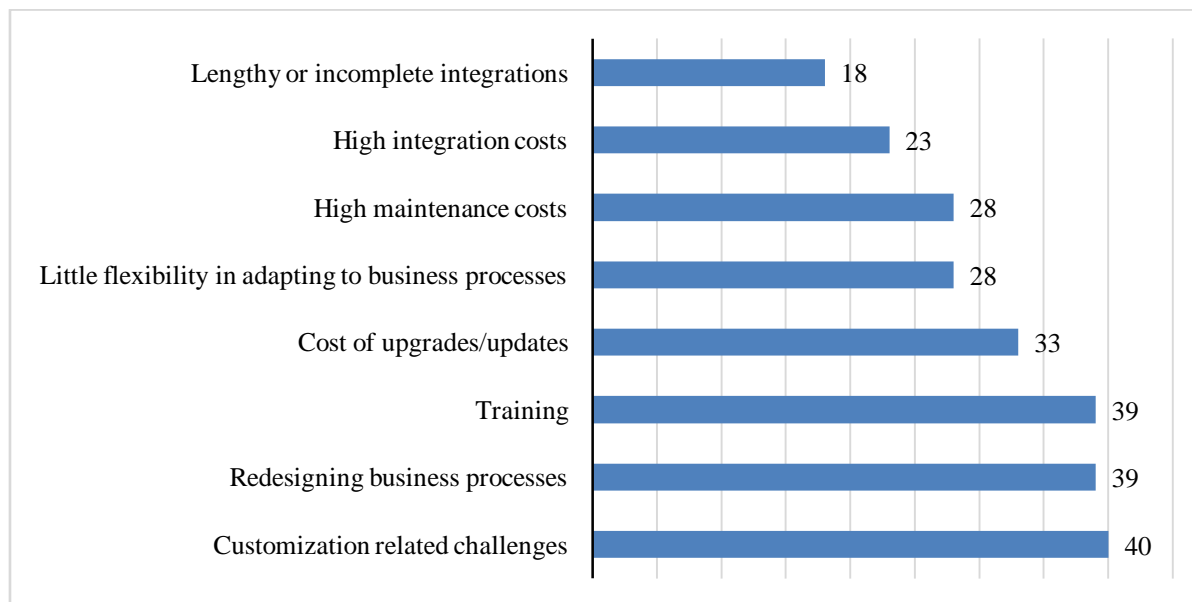 Lengthy or incomplete integrations 18
High integration costs 23
High maintenance costs 28
Little flexibility in adapting to business processes 28
Cost of upgrades/updates 33
Training 39
Redesigning business processes 39
Customization related challenges 40